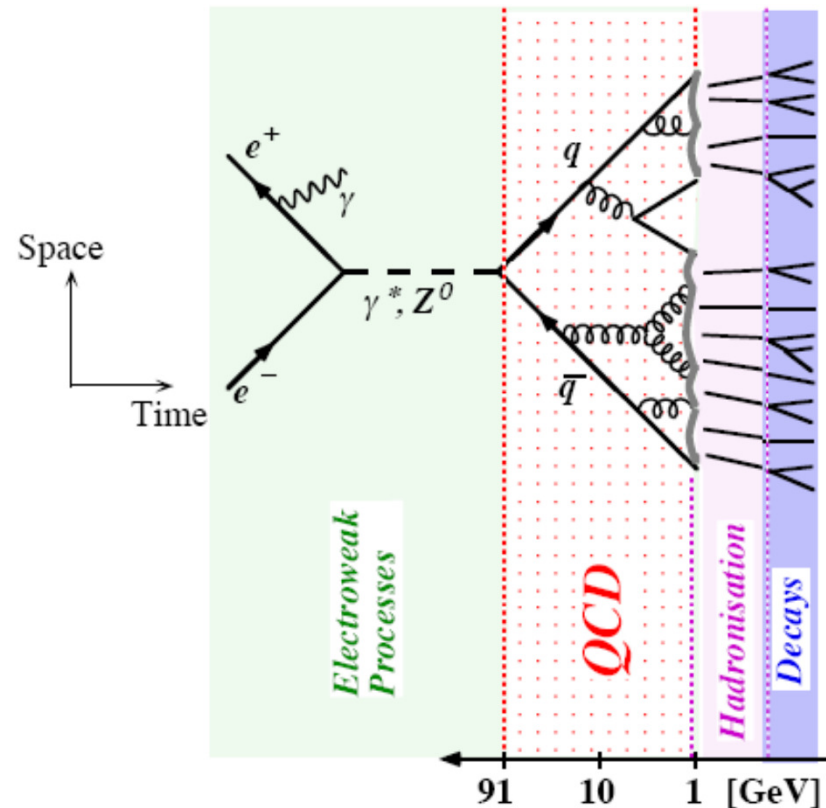 e+
γ
q
Space
γ*, Z0
Time
e-
q̅
Electroweak
Processes
QCD
Hadronisation
Decays
91 10 1 [GeV]